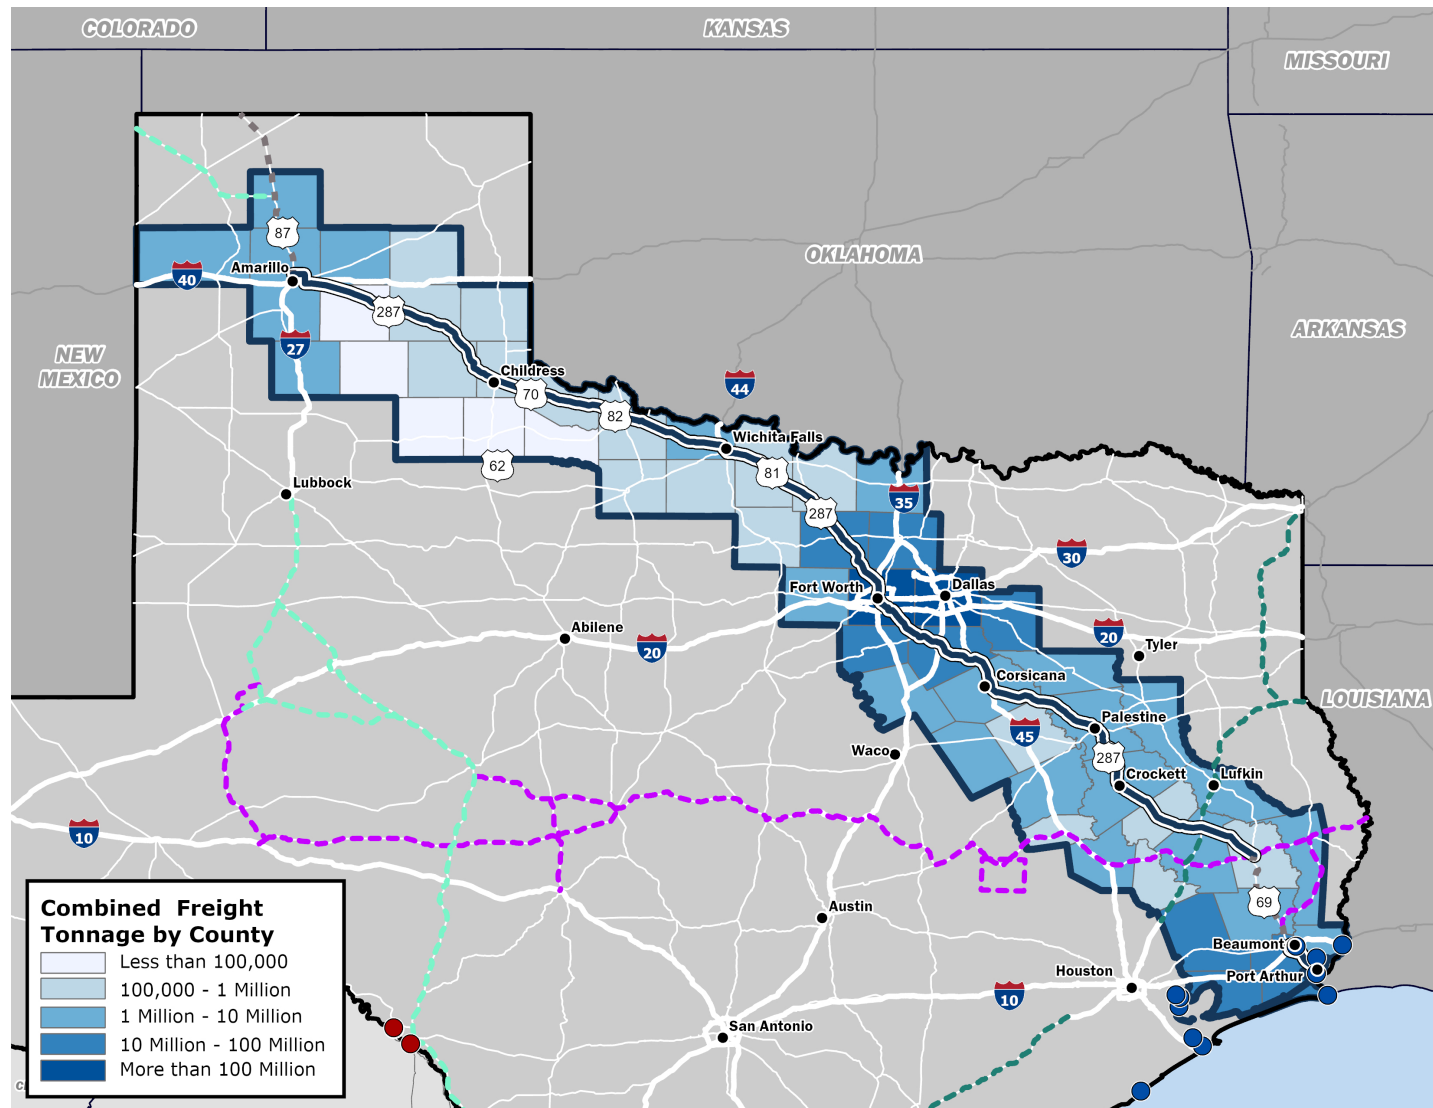 COLORADO
KANSAS
MISSOURI
87
OKLAHOMA
Amarillo
40
287
ARKANSAS
NEW
MEXICO
27
Childress
44
70
82
Wichita Falls
62
81
Lubbock
35
287
30
Fort Worth
Dallas
Abilene
20
20
Tyler
Corsicana
LOUISIANA
Palestine
45
Waco
287
Crockett
Lufkin
10
Combined Freight
Tonnage by County
Less than 100,000
100,000 - 1 Million
1 Million - 10 Million
10 Million - 100 Million
More than 100 Million
69
Austin
Beaumont
Houston
Port Arthur
10
San Antonio